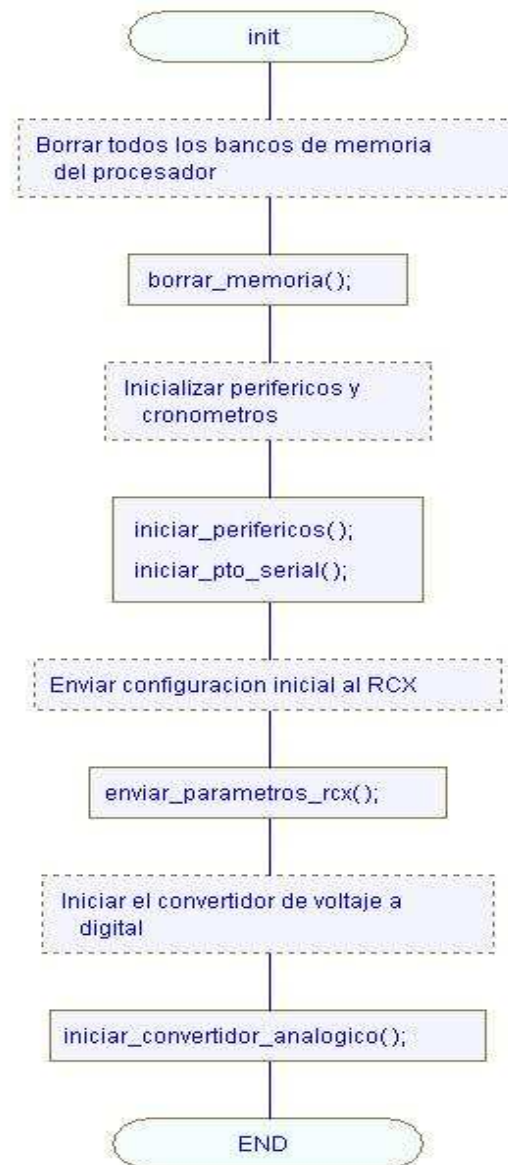 init
Borrar todos los bancos de memoria
del procesador
borrar_memoria();
Inicializar perifericos y
cronometros
iniciar_perifericos();
iniciar_pto_serial();
Enviar configuracion inicial al RCX
enviar_parametros_rcx();
Iniciar el convertidor de voltaje a
digital
iniciar_convertidor_analogico();
END